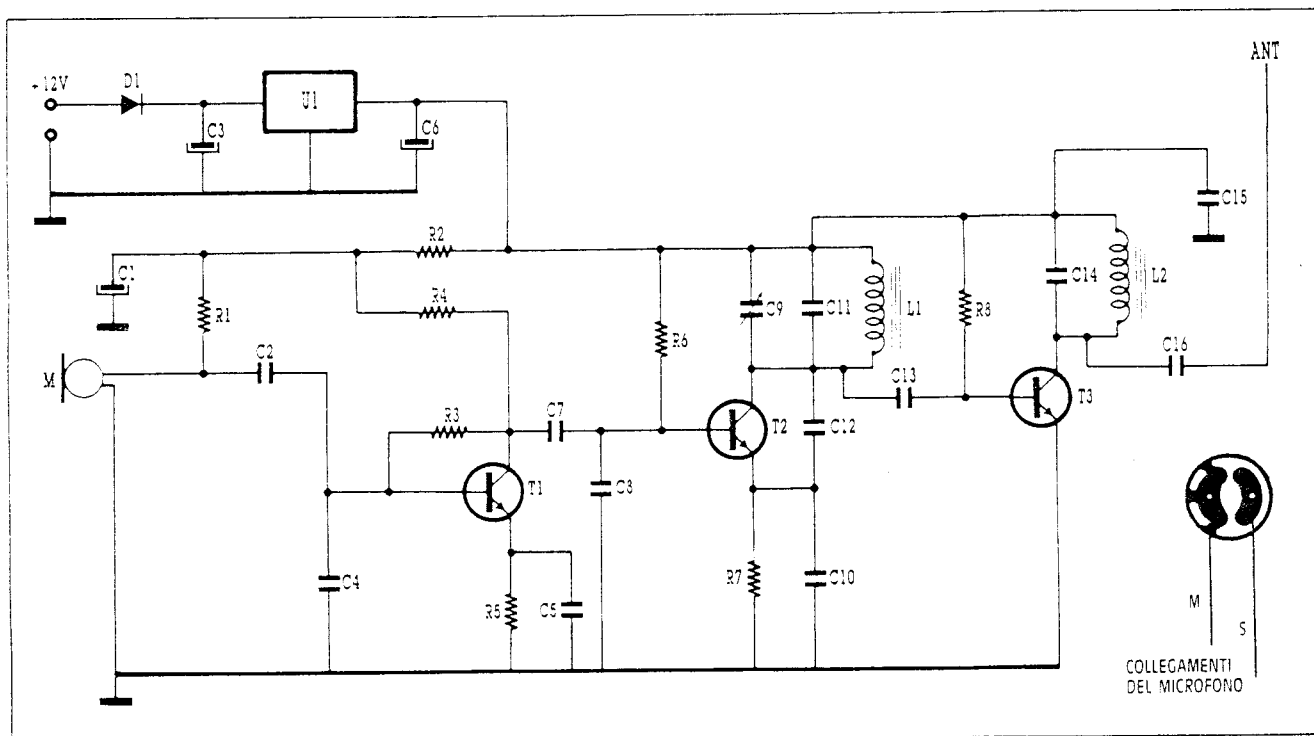 ANT
+12V
D1
U1
C3
C6
C15
R2
C1
R4
C14
L2
R1
C9
C11
L1
R8
R6
C16
M
C2
C13
T3
R3
C7
T2
C12
T1
C8
C4
R7
C10
R5
C5
M
S
COLLEGAMENTI
DEL MICROFONO